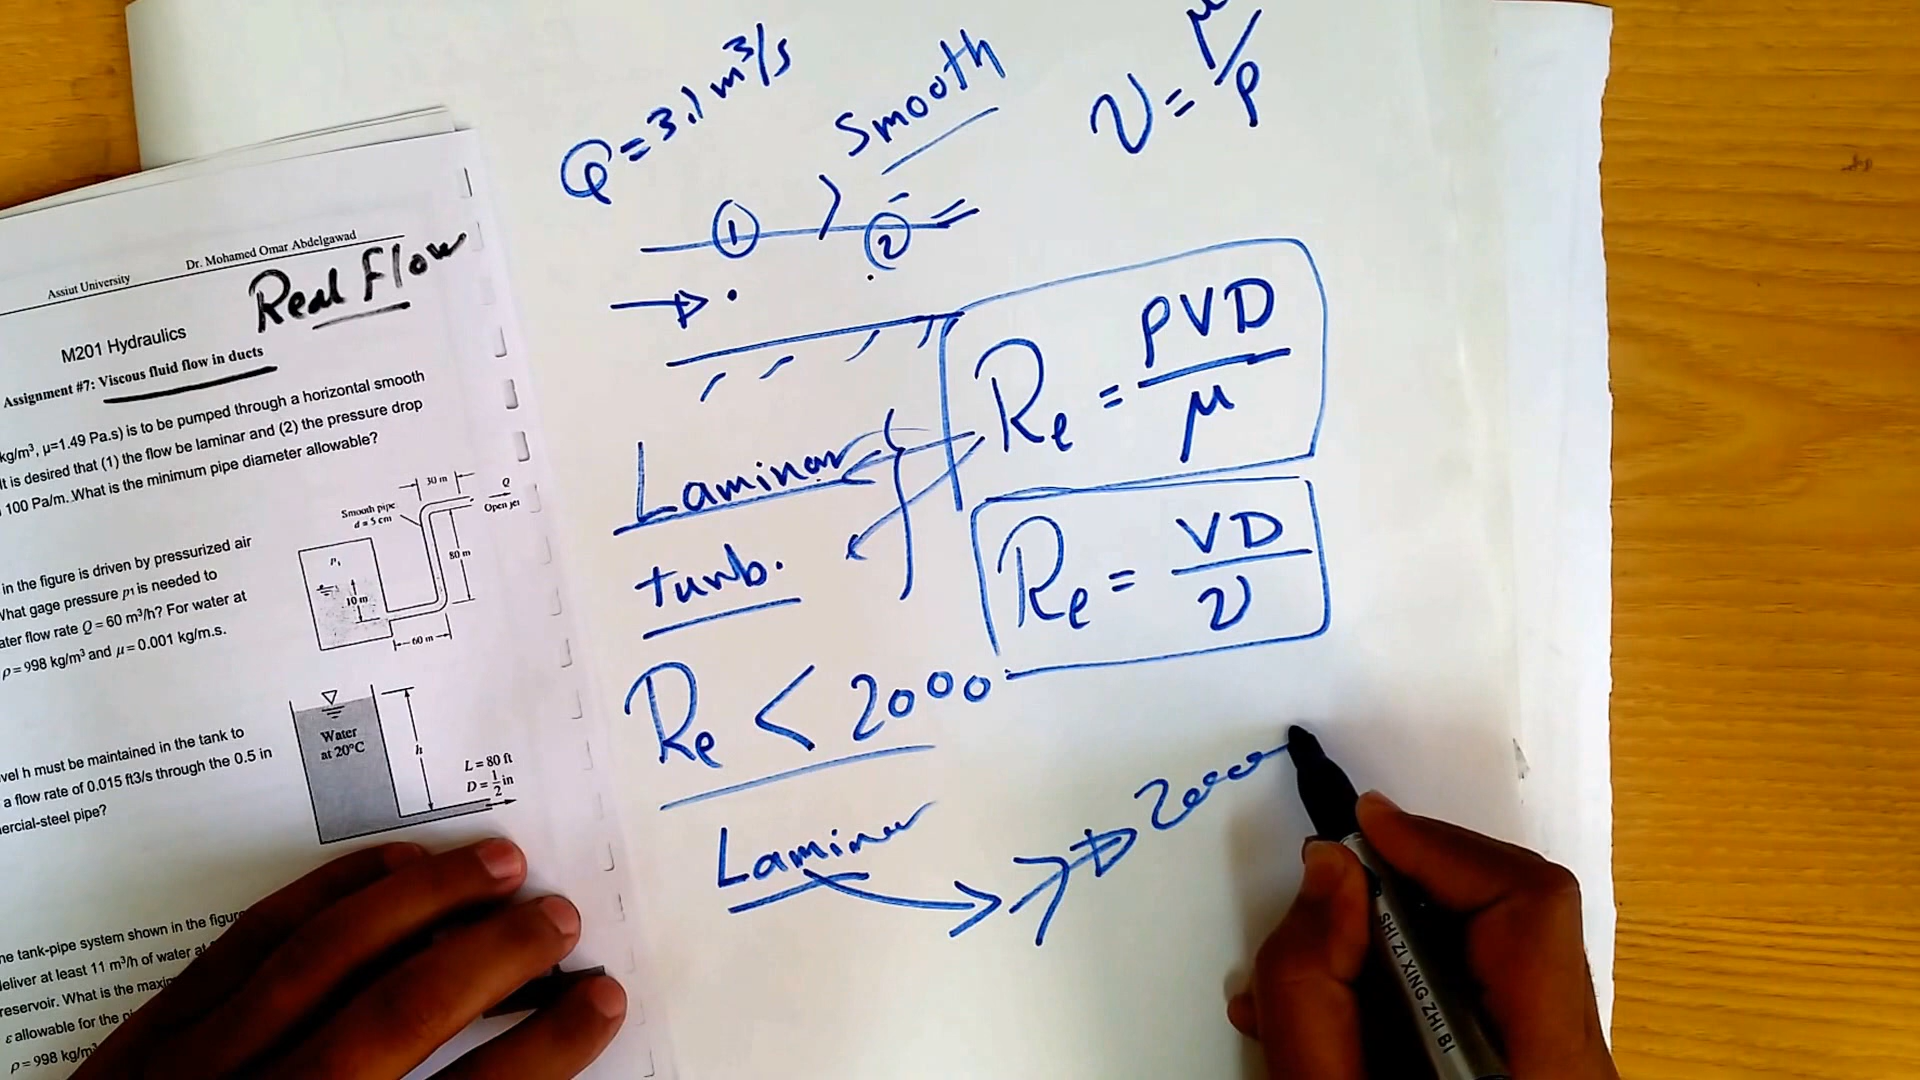 Assiut University
Dr. Mohamed Omar Abdelgawad
Real Flow
M201 Hydraulics
Assignment #7: Viscous fluid flow in ducts
kg/m³, μ=1.49 Pa.s) is to be pumped through a horizontal smooth
It is desired that (1) the flow be laminar and (2) the pressure drop
100 Pa/m. What is the minimum pipe diameter allowable?
in the figure is driven by pressurized air
What gage pressure p1 is needed to
ater flow rate Q = 60 m³/h? For water at
ρ = 998 kg/m³ and μ = 0.001 kg/m.s.
30 m
Q
Open jet
Smooth pipe
d = 5 cm
P₁
80 m
10 m
60 m
vel h must be maintained in the tank to
a flow rate of 0.015 ft3/s through the 0.5 in
ercial-steel pipe?
Water
at 20°C
h
L = 80 ft
D = 1/2 in
he tank-pipe system shown in the figure
deliver at least 11 m³/h of water at
reservoir. What is the
ε allowable for the
ρ = 998 kg/m³
Q = 3.1 m³/s
Smooth
ν = μ/ρ
1
2
Re = ρVD/μ
Laminar
turb.
Re = VD/ν
Re < 2000
Laminar
SHI ZI XING ZHI BI